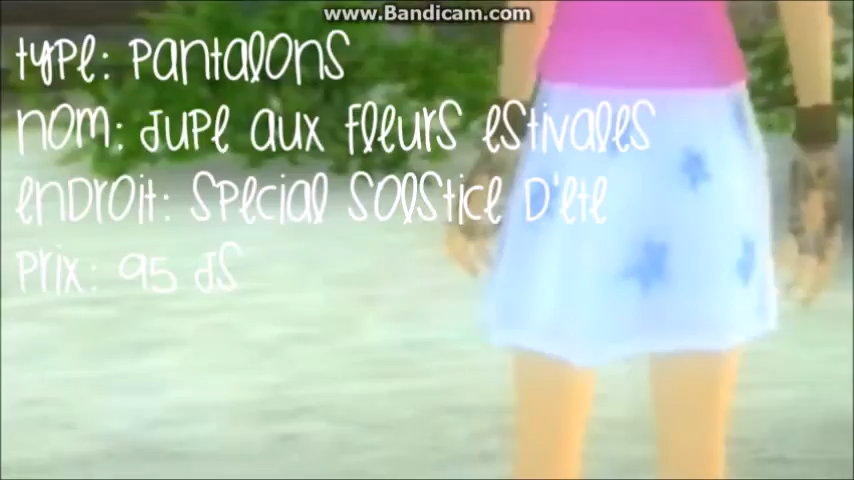 www.Bandicam.com
type: pantalons
nom: Jupe aux fleurs estivales
endroit: special solstice d'ete
prix: 95 JS